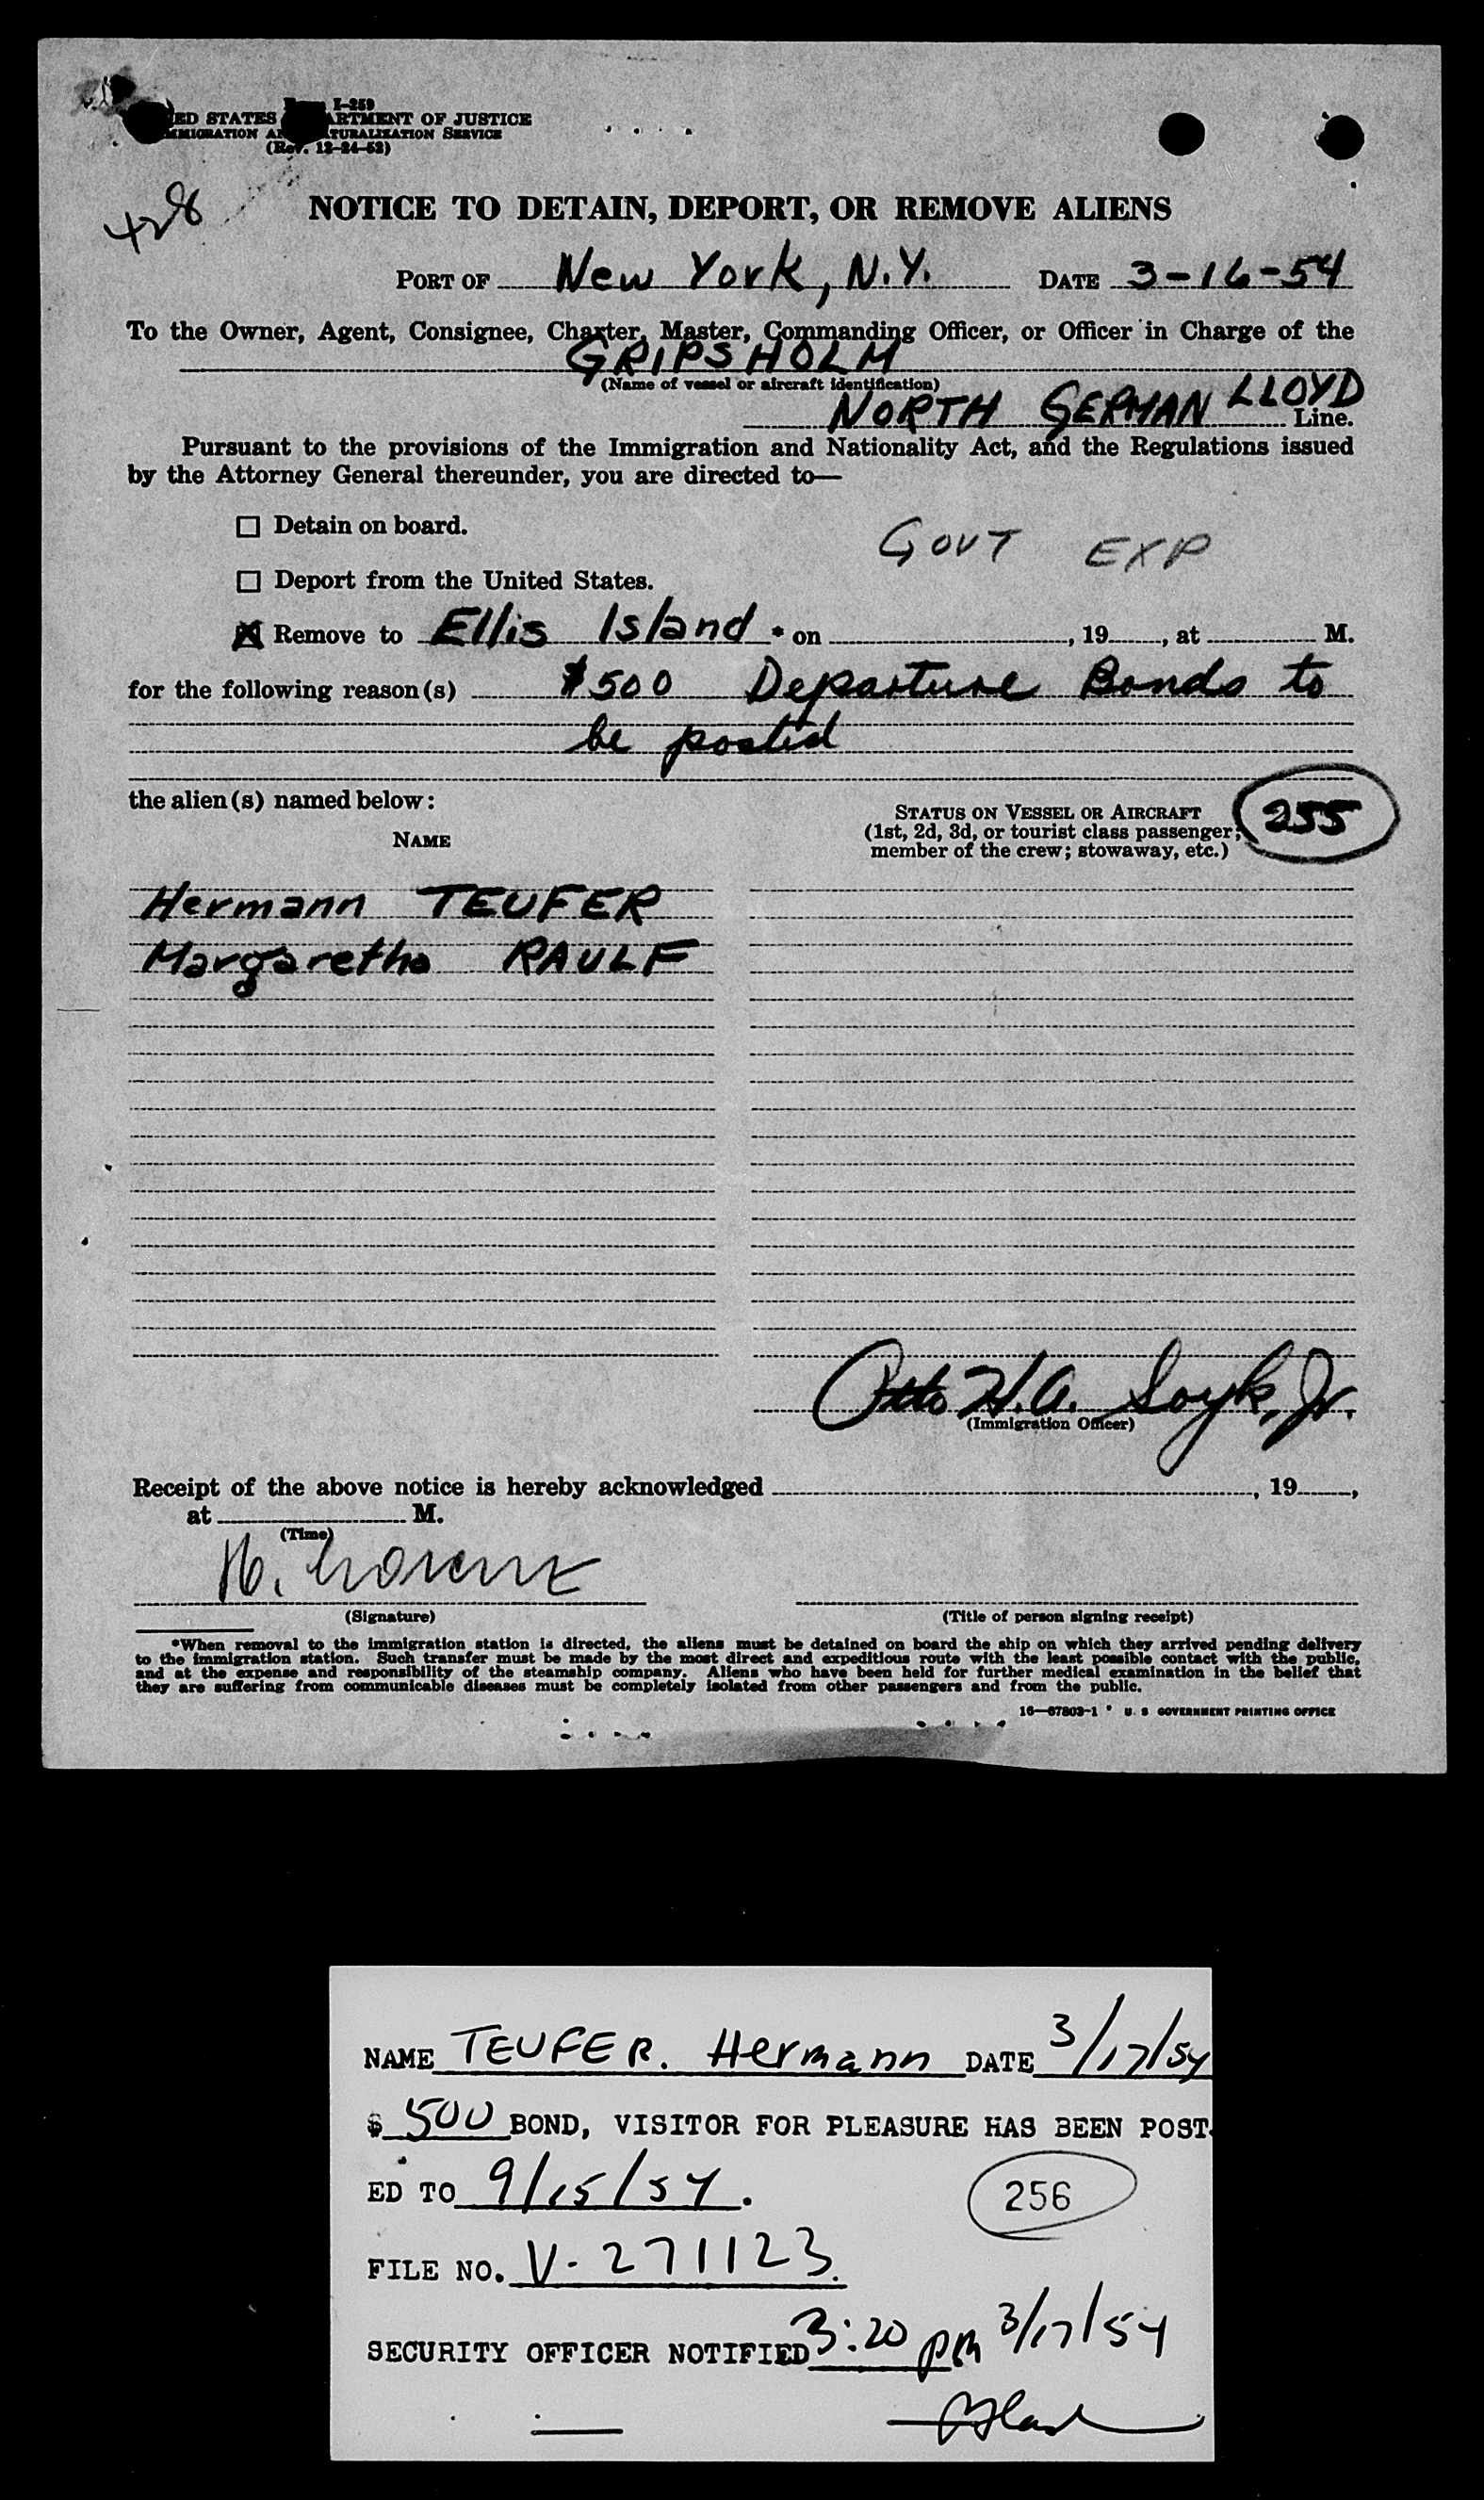 I-259
ED STATES ARTMENT OF JUSTICE
MMIGRATION A TURALIZATION SERVICE
(Rev. 12-24-52)
428
NOTICE TO DETAIN, DEPORT, OR REMOVE ALIENS
PORT OF New York, N.Y. DATE 3-16-54
To the Owner, Agent, Consignee, Charter, Master, Commanding Officer, or Officer in Charge of the
GRIPSHOLM
(Name of vessel or aircraft identification)
NORTH GERMAN LLOYD Line.
Pursuant to the provisions of the Immigration and Nationality Act, and the Regulations issued
by the Attorney General thereunder, you are directed to—
☐ Detain on board.
GOVT EXP
☐ Deport from the United States.
☒ Remove to Ellis Island * on , 19 , at M.
for the following reason(s) $500 Departure Bonds to
be posted
the alien(s) named below:
NAME
STATUS ON VESSEL OR AIRCRAFT
(1st, 2d, 3d, or tourist class passenger;
member of the crew; stowaway, etc.)
255
Hermann TEUFER
Margaretha RAULF
Otto H.A. Soyk, Jr.
(Immigration Officer)
Receipt of the above notice is hereby acknowledged , 19 ,
at M.
(Time)
H. Lorenz
(Signature)
(Title of person signing receipt)
*When removal to the immigration station is directed, the aliens must be detained on board the ship on which they arrived pending delivery
to the immigration station. Such transfer must be made by the most direct and expeditious route with the least possible contact with the public,
and at the expense and responsibility of the steamship company. Aliens who have been held for further medical examination in the belief that
they are suffering from communicable diseases must be completely isolated from other passengers and from the public.
16—67803-1 U. S GOVERNMENT PRINTING OFFICE
NAME TEUFER. Hermann DATE 3/17/54
$ 500 BOND, VISITOR FOR PLEASURE HAS BEEN POST-
ED TO 9/15/54.
256
FILE NO. V-271123.
SECURITY OFFICER NOTIFIED 3:20 pm 3/17/54